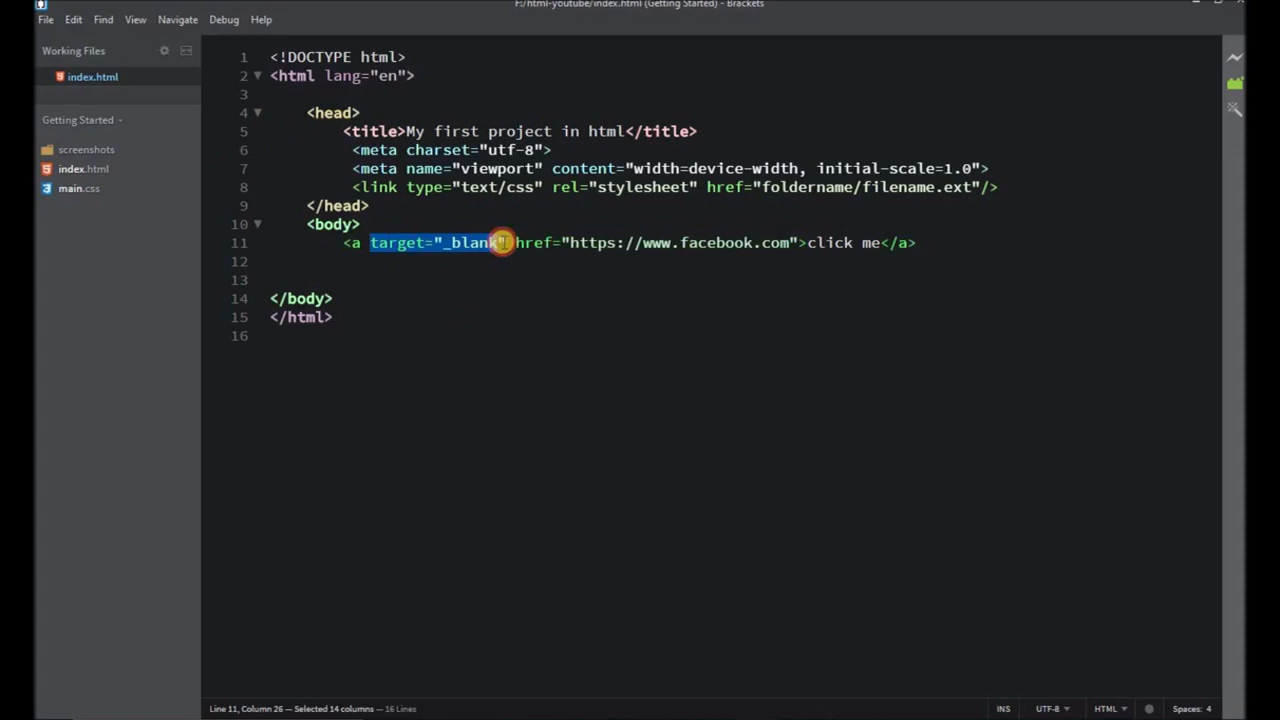 F:/html-youtube/index.html (Getting Started) - Brackets
File Edit Find View Navigate Debug Help
Working Files
index.html
Getting Started
screenshots
index.html
main.css
1 <!DOCTYPE html>
2 <html lang="en">
3
4 <head>
5 <title>My first project in html</title>
6 <meta charset="utf-8">
7 <meta name="viewport" content="width=device-width, initial-scale=1.0">
8 <link type="text/css" rel="stylesheet" href="foldername/filename.ext"/>
9 </head>
10 <body>
11 <a target="_blank" href="https://www.facebook.com">click me</a>
12
13
14 </body>
15 </html>
16
Line 11, Column 26 — Selected 14 columns — 16 Lines INS UTF-8 HTML Spaces: 4